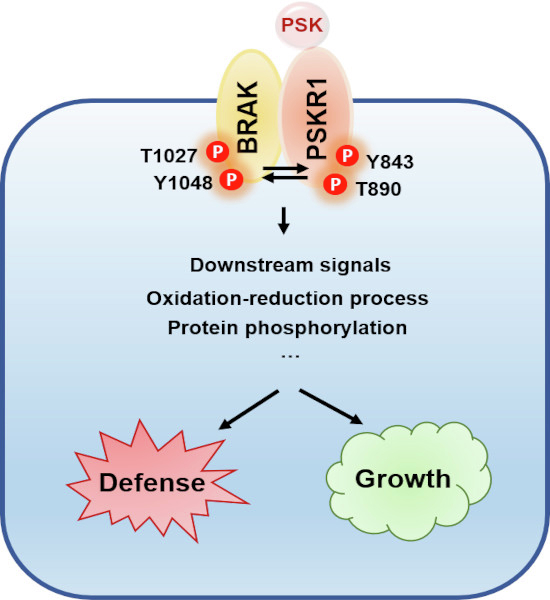 PSK
BRAK
PSKR1
T1027 P P Y843
Y1048 P P T890
Downstream signals
Oxidation-reduction process
Protein phosphorylation
...
Defense
Growth